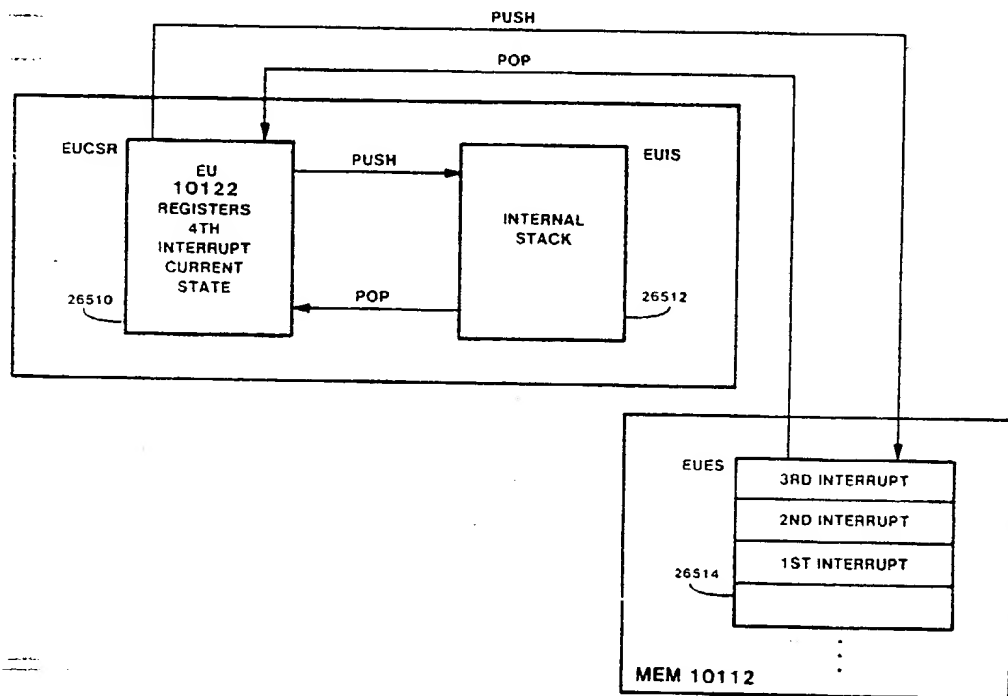 PUSH
POP
EUCSR
EU
10122
REGISTERS
4TH
INTERRUPT
CURRENT
STATE
26510
PUSH
POP
INTERNAL
STACK
EUIS
26512
EUES
3RD INTERRUPT
2ND INTERRUPT
1ST INTERRUPT
26514
MEM 10112